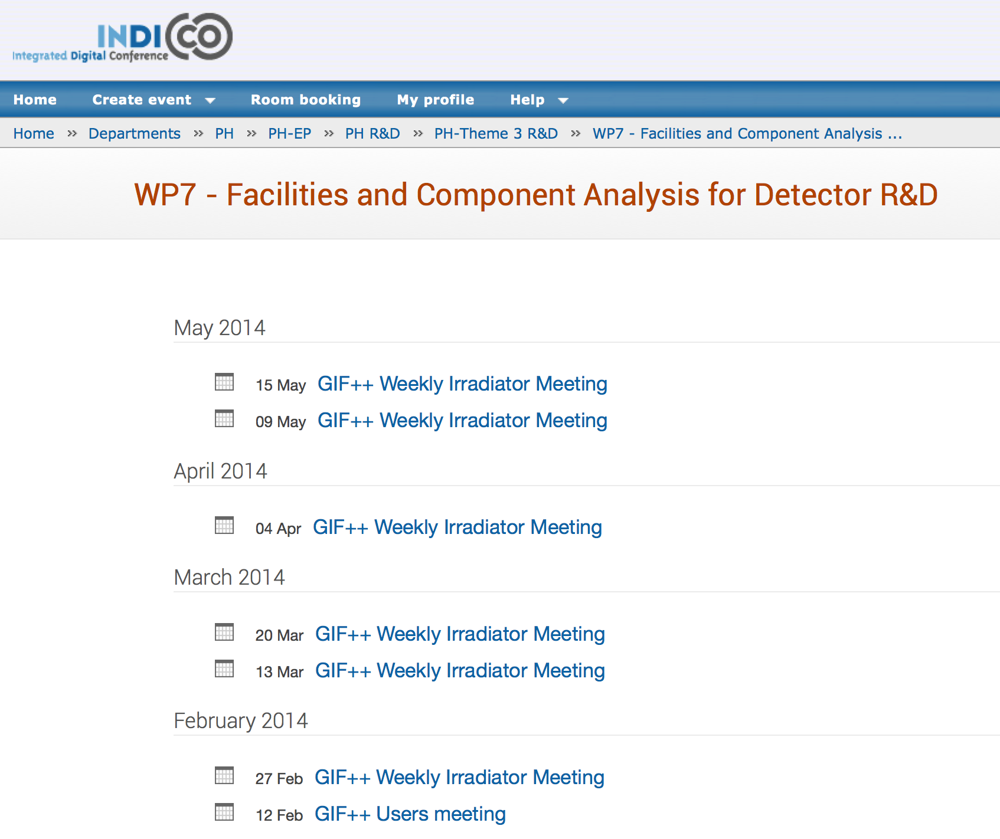 INDICO
Integrated Digital Conference
Home Create event Room booking My profile Help
Home » Departments » PH » PH-EP » PH R&D » PH-Theme 3 R&D » WP7 - Facilities and Component Analysis ...
WP7 - Facilities and Component Analysis for Detector R&D
May 2014
15 May GIF++ Weekly Irradiator Meeting
09 May GIF++ Weekly Irradiator Meeting
April 2014
04 Apr GIF++ Weekly Irradiator Meeting
March 2014
20 Mar GIF++ Weekly Irradiator Meeting
13 Mar GIF++ Weekly Irradiator Meeting
February 2014
27 Feb GIF++ Weekly Irradiator Meeting
12 Feb GIF++ Users meeting